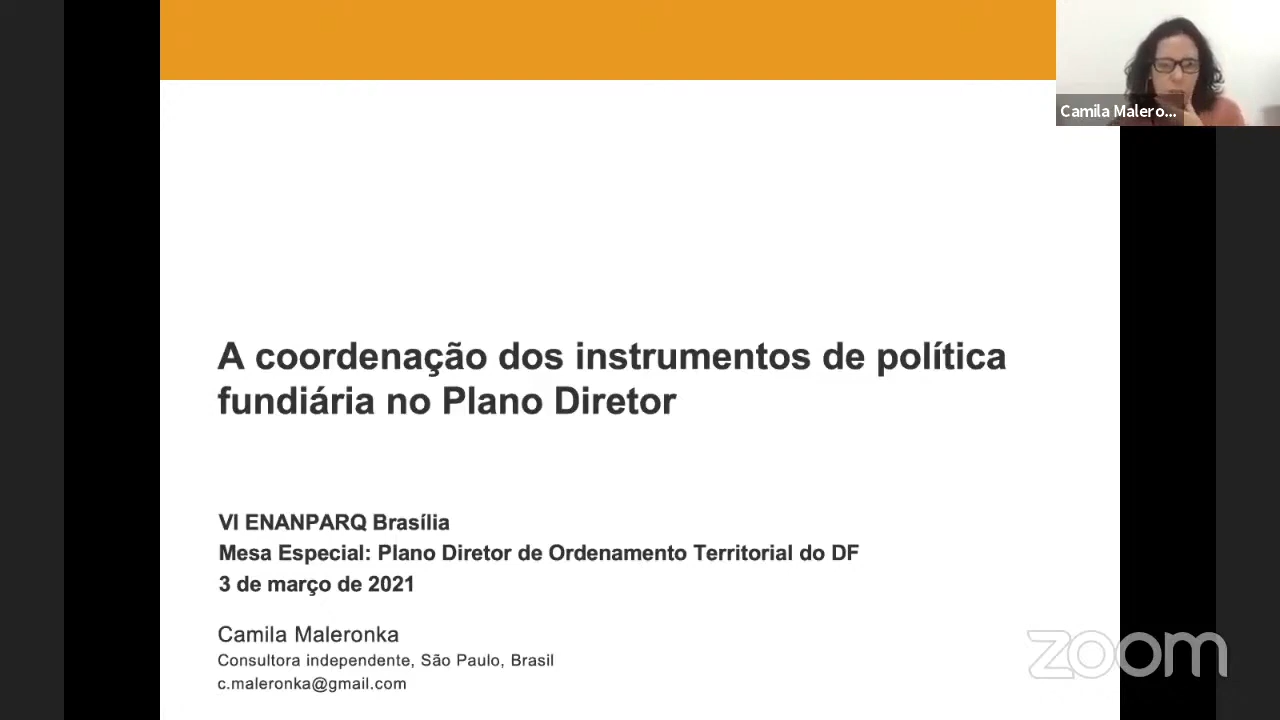 Camila Malero...
A coordenação dos instrumentos de política
fundiária no Plano Diretor
VI ENANPARQ Brasília
Mesa Especial: Plano Diretor de Ordenamento Territorial do DF
3 de março de 2021
Camila Maleronka
Consultora independente, São Paulo, Brasil
c.maleronka@gmail.com
zoom